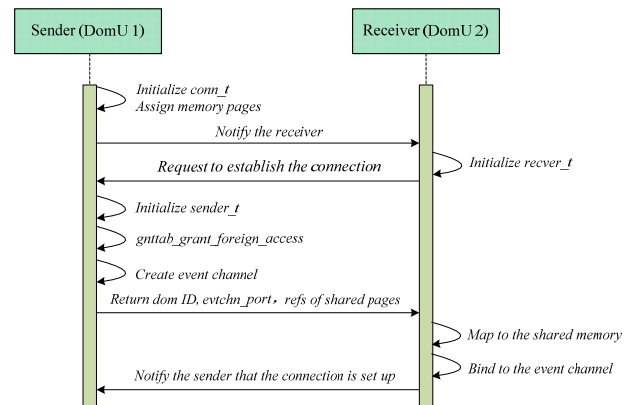 Sender (DomU 1)
Receiver (DomU 2)
Initialize conn_t
Assign memory pages
Notify the receiver
Initialize recver_t
Request to establish the connection
Initialize sender_t
gnttab_grant_foreign_access
Create event channel
Return dom ID, evtchn_port，refs of shared pages
Map to the shared memory
Bind to the event channel
Notify the sender that the connection is set up